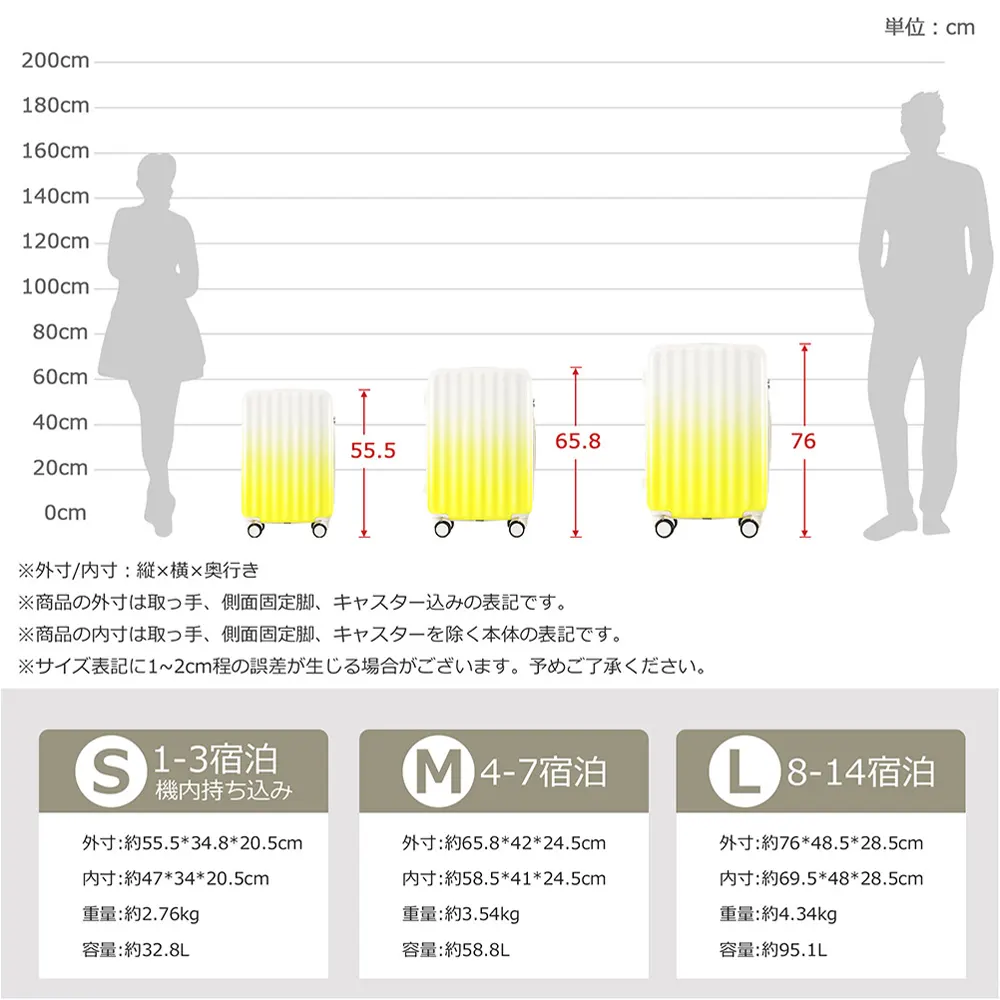 単位：cm
200cm
180cm
160cm
140cm
120cm
100cm
80cm
60cm
40cm
20cm
0cm
55.5
65.8
76
※外寸/内寸：縦×横×奥行き
※商品の外寸は取っ手、側面固定脚、キャスター込みの表記です。
※商品の内寸は取っ手、側面固定脚、キャスターを除く本体の表記です。
※サイズ表記に1~2cm程の誤差が生じる場合がございます。予めご了承ください。
S 1-3宿泊
機内持ち込み
外寸:約55.5*34.8*20.5cm
内寸:約47*34*20.5cm
重量:約2.76kg
容量:約32.8L
M 4-7宿泊
外寸:約65.8*42*24.5cm
内寸:約58.5*41*24.5cm
重量:約3.54kg
容量:約58.8L
L 8-14宿泊
外寸:約76*48.5*28.5cm
内寸:約69.5*48*28.5cm
重量:約4.34kg
容量:約95.1L